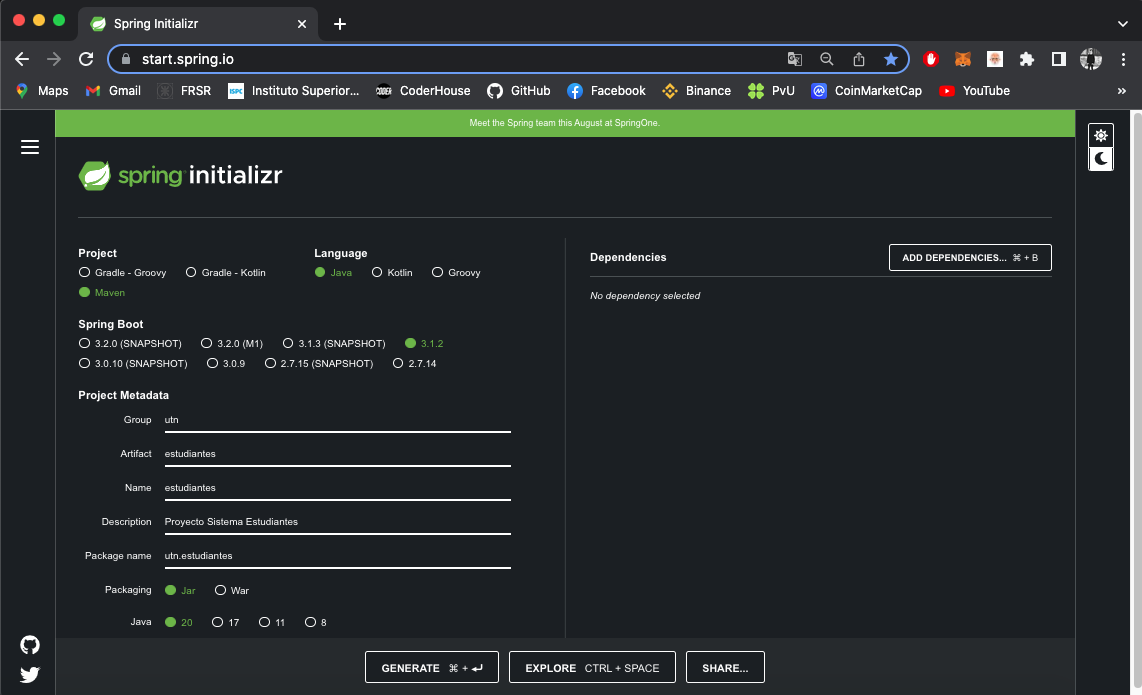 Spring Initializr
start.spring.io
Maps Gmail FRSR Instituto Superior... CoderHouse GitHub Facebook Binance PvU CoinMarketCap YouTube »
Meet the Spring team this August at SpringOne.
spring initializr
Project
Gradle - Groovy Gradle - Kotlin
Maven
Language
Java Kotlin Groovy
Spring Boot
3.2.0 (SNAPSHOT) 3.2.0 (M1) 3.1.3 (SNAPSHOT) 3.1.2
3.0.10 (SNAPSHOT) 3.0.9 2.7.15 (SNAPSHOT) 2.7.14
Project Metadata
Group utn
Artifact estudiantes
Name estudiantes
Description Proyecto Sistema Estudiantes
Package name utn.estudiantes
Packaging Jar War
Java 20 17 11 8
Dependencies
ADD DEPENDENCIES... ⌘ + B
No dependency selected
GENERATE ⌘ + ⏎
EXPLORE CTRL + SPACE
SHARE...